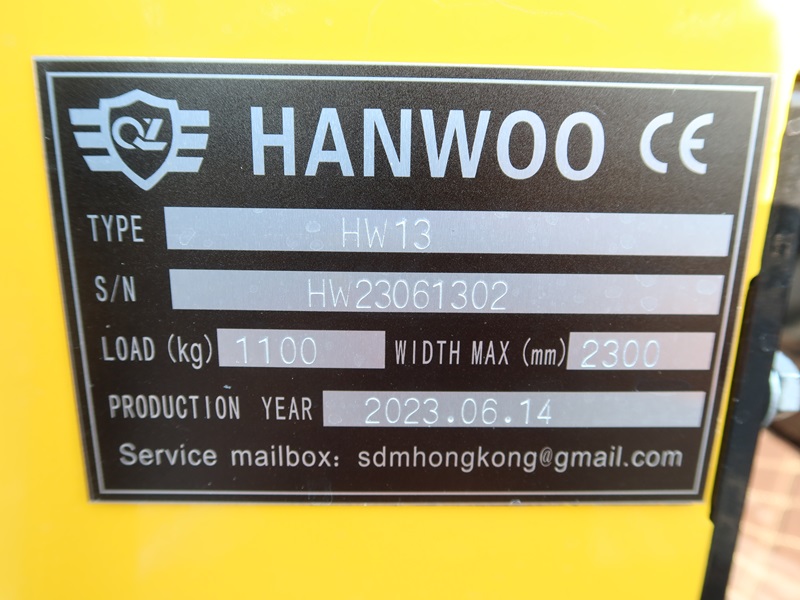 QZ HANWOO CE
TYPE HW13
S/N HW23061302
LOAD (kg) 1100 WIDTH MAX (mm) 2300
PRODUCTION YEAR 2023.06.14
Service mailbox: sdmhongkong@gmail.com